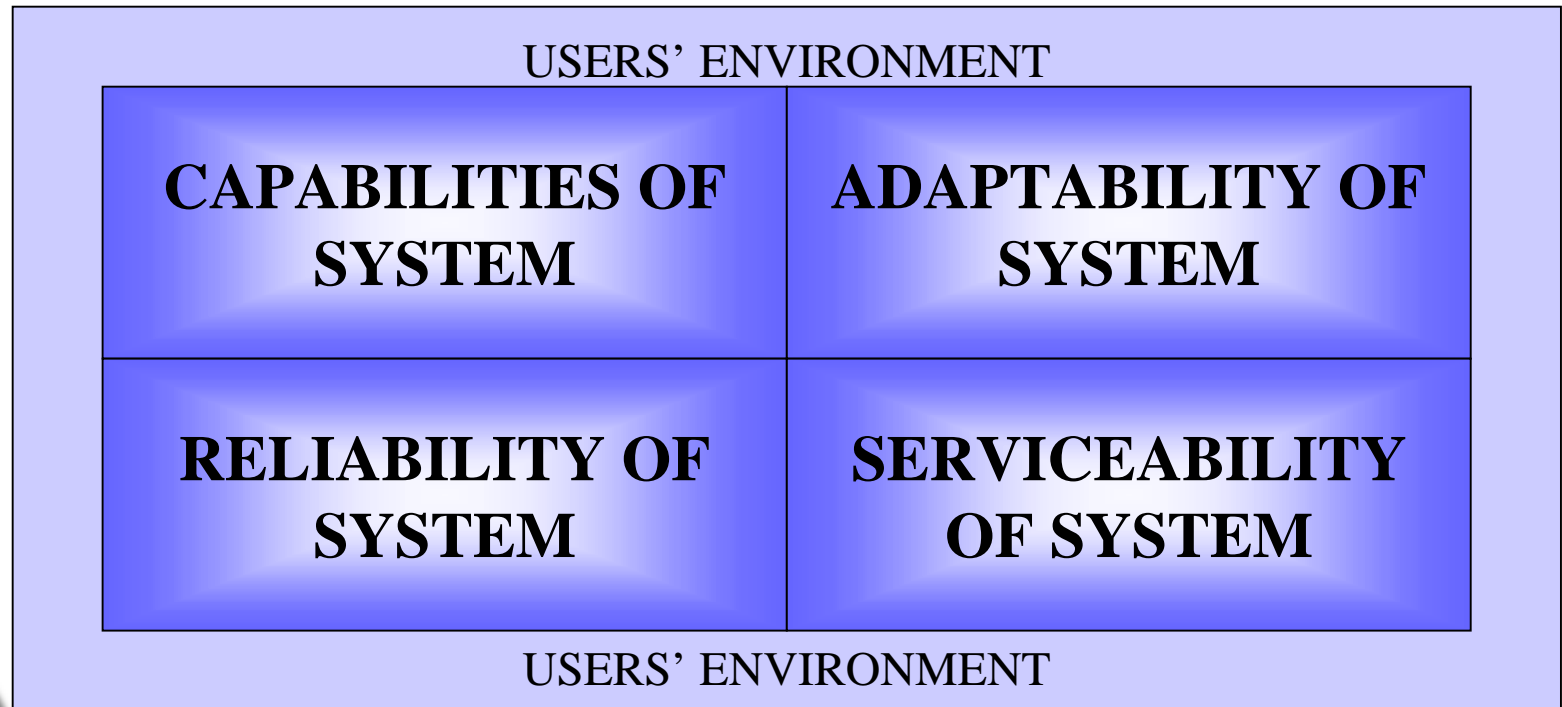 USERS’ ENVIRONMENT
CAPABILITIES OF
SYSTEM
ADAPTABILITY OF
SYSTEM
RELIABILITY OF
SYSTEM
SERVICEABILITY
OF SYSTEM
USERS’ ENVIRONMENT